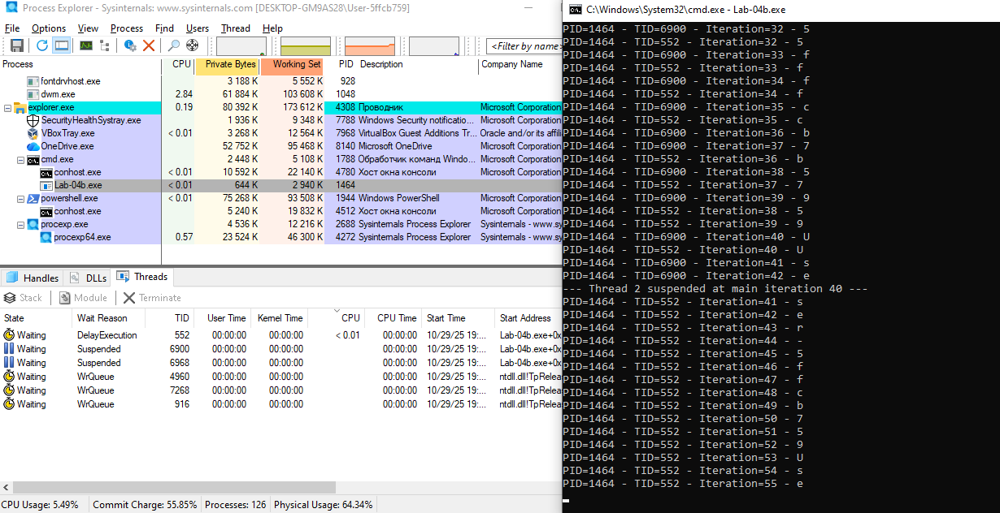 Process Explorer - Sysinternals: www.sysinternals.com [DESKTOP-GM9AS28\User-5ffcb759]
File Options View Process Find Users Thread Help
<Filter by name>
Process CPU Private Bytes Working Set PID Description Company Name
fontdrvhost.exe 3 188 K 5 552 K 928
dwm.exe 2.84 61 884 K 103 608 K 1048
explorer.exe 0.19 80 392 K 173 612 K 4308 Проводник Microsoft Corporation
SecurityHealthSystray.exe 1 936 K 9 348 K 7788 Windows Security notificatio... Microsoft Corporation
VBoxTray.exe < 0.01 3 268 K 12 564 K 7968 VirtualBox Guest Additions Tr... Oracle and/or its affili
OneDrive.exe 52 752 K 95 468 K 8140 Microsoft OneDrive Microsoft Corporation
cmd.exe 2 448 K 5 108 K 1788 Обработчик команд Windo... Microsoft Corporation
conhost.exe < 0.01 10 592 K 22 140 K 4780 Хост окна консоли Microsoft Corporation
Lab-04b.exe < 0.01 644 K 2 940 K 1464
powershell.exe < 0.01 75 268 K 93 508 K 1944 Windows PowerShell Microsoft Corporation
conhost.exe 5 240 K 19 832 K 4512 Хост окна консоли Microsoft Corporation
procexp.exe 4 536 K 12 216 K 2688 Sysinternals Process Explorer Sysinternals - www.sy
procexp64.exe 0.57 23 524 K 46 300 K 4272 Sysinternals Process Explorer Sysinternals - www.sy
Handles DLLs Threads
Stack Module Terminate
State Wait Reason TID User Time Kernel Time CPU CPU Time Start Time Start Address
Waiting DelayExecution 552 00:00:00 00:00:00 < 0.01 00:00:00 10/29/25 19:... Lab-04b.exe+0x
Waiting Suspended 6900 00:00:00 00:00:00 00:00:00 10/29/25 19:... Lab-04b.exe+0x
Waiting Suspended 6968 00:00:00 00:00:00 00:00:00 10/29/25 19:... Lab-04b.exe+0x
Waiting WrQueue 4960 00:00:00 00:00:00 00:00:00 10/29/25 19:... ntdll.dll!TpRelea
Waiting WrQueue 7268 00:00:00 00:00:00 00:00:00 10/29/25 19:... ntdll.dll!TpRelea
Waiting WrQueue 916 00:00:00 00:00:00 00:00:00 10/29/25 19:... ntdll.dll!TpRelea
CPU Usage: 5.49% Commit Charge: 55.85% Processes: 126 Physical Usage: 64.34%
C:\Windows\System32\cmd.exe - Lab-04b.exe
PID=1464 - TID=6900 - Iteration=32 - 5
PID=1464 - TID=552 - Iteration=32 - 5
PID=1464 - TID=6900 - Iteration=33 - f
PID=1464 - TID=552 - Iteration=33 - f
PID=1464 - TID=6900 - Iteration=34 - f
PID=1464 - TID=552 - Iteration=34 - f
PID=1464 - TID=6900 - Iteration=35 - c
PID=1464 - TID=552 - Iteration=35 - c
PID=1464 - TID=6900 - Iteration=36 - b
PID=1464 - TID=6900 - Iteration=37 - 7
PID=1464 - TID=552 - Iteration=36 - b
PID=1464 - TID=6900 - Iteration=38 - 5
PID=1464 - TID=552 - Iteration=37 - 7
PID=1464 - TID=6900 - Iteration=39 - 9
PID=1464 - TID=552 - Iteration=38 - 5
PID=1464 - TID=552 - Iteration=39 - 9
PID=1464 - TID=6900 - Iteration=40 - U
PID=1464 - TID=552 - Iteration=40 - U
PID=1464 - TID=6900 - Iteration=41 - s
PID=1464 - TID=6900 - Iteration=42 - e
--- Thread 2 suspended at main iteration 40 ---
PID=1464 - TID=552 - Iteration=41 - s
PID=1464 - TID=552 - Iteration=42 - e
PID=1464 - TID=552 - Iteration=43 - r
PID=1464 - TID=552 - Iteration=44 - -
PID=1464 - TID=552 - Iteration=45 - 5
PID=1464 - TID=552 - Iteration=46 - f
PID=1464 - TID=552 - Iteration=47 - f
PID=1464 - TID=552 - Iteration=48 - c
PID=1464 - TID=552 - Iteration=49 - b
PID=1464 - TID=552 - Iteration=50 - 7
PID=1464 - TID=552 - Iteration=51 - 5
PID=1464 - TID=552 - Iteration=52 - 9
PID=1464 - TID=552 - Iteration=53 - U
PID=1464 - TID=552 - Iteration=54 - s
PID=1464 - TID=552 - Iteration=55 - e